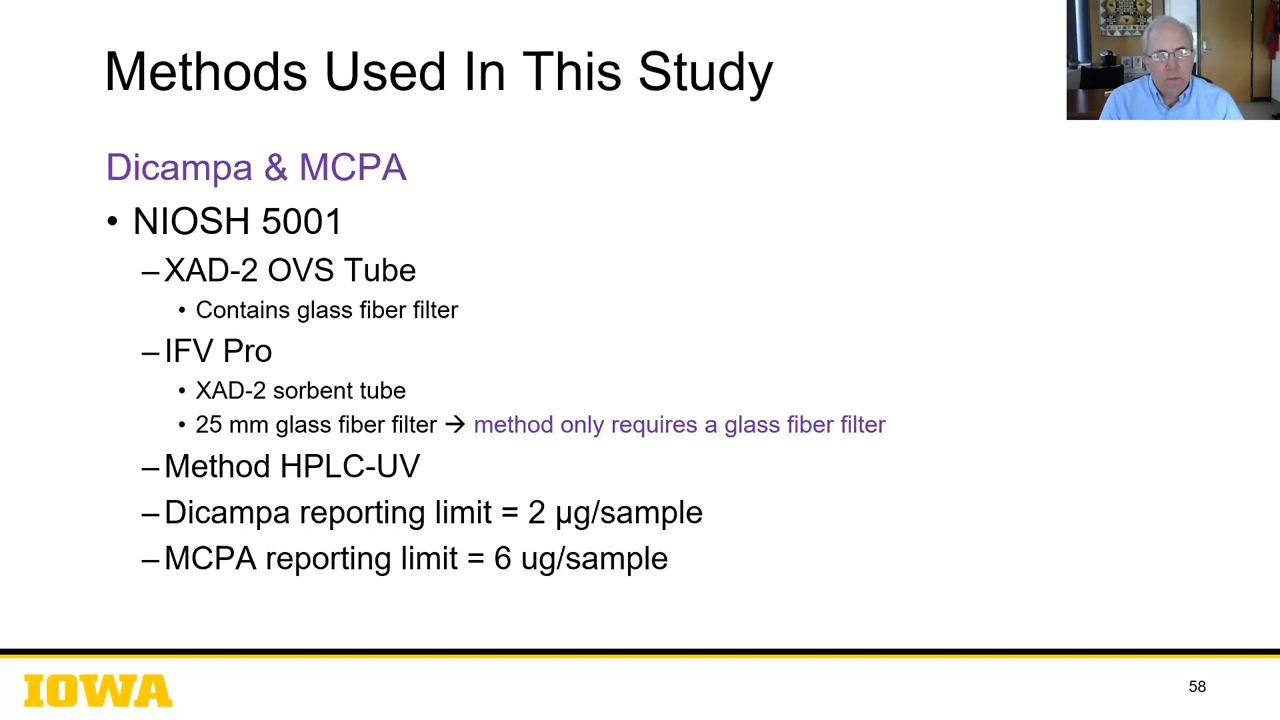 Methods Used In This Study
Dicampa & MCPA
• NIOSH 5001
– XAD-2 OVS Tube
• Contains glass fiber filter
– IFV Pro
• XAD-2 sorbent tube
• 25 mm glass fiber filter → method only requires a glass fiber filter
– Method HPLC-UV
– Dicampa reporting limit = 2 µg/sample
– MCPA reporting limit = 6 ug/sample
IOWA
58